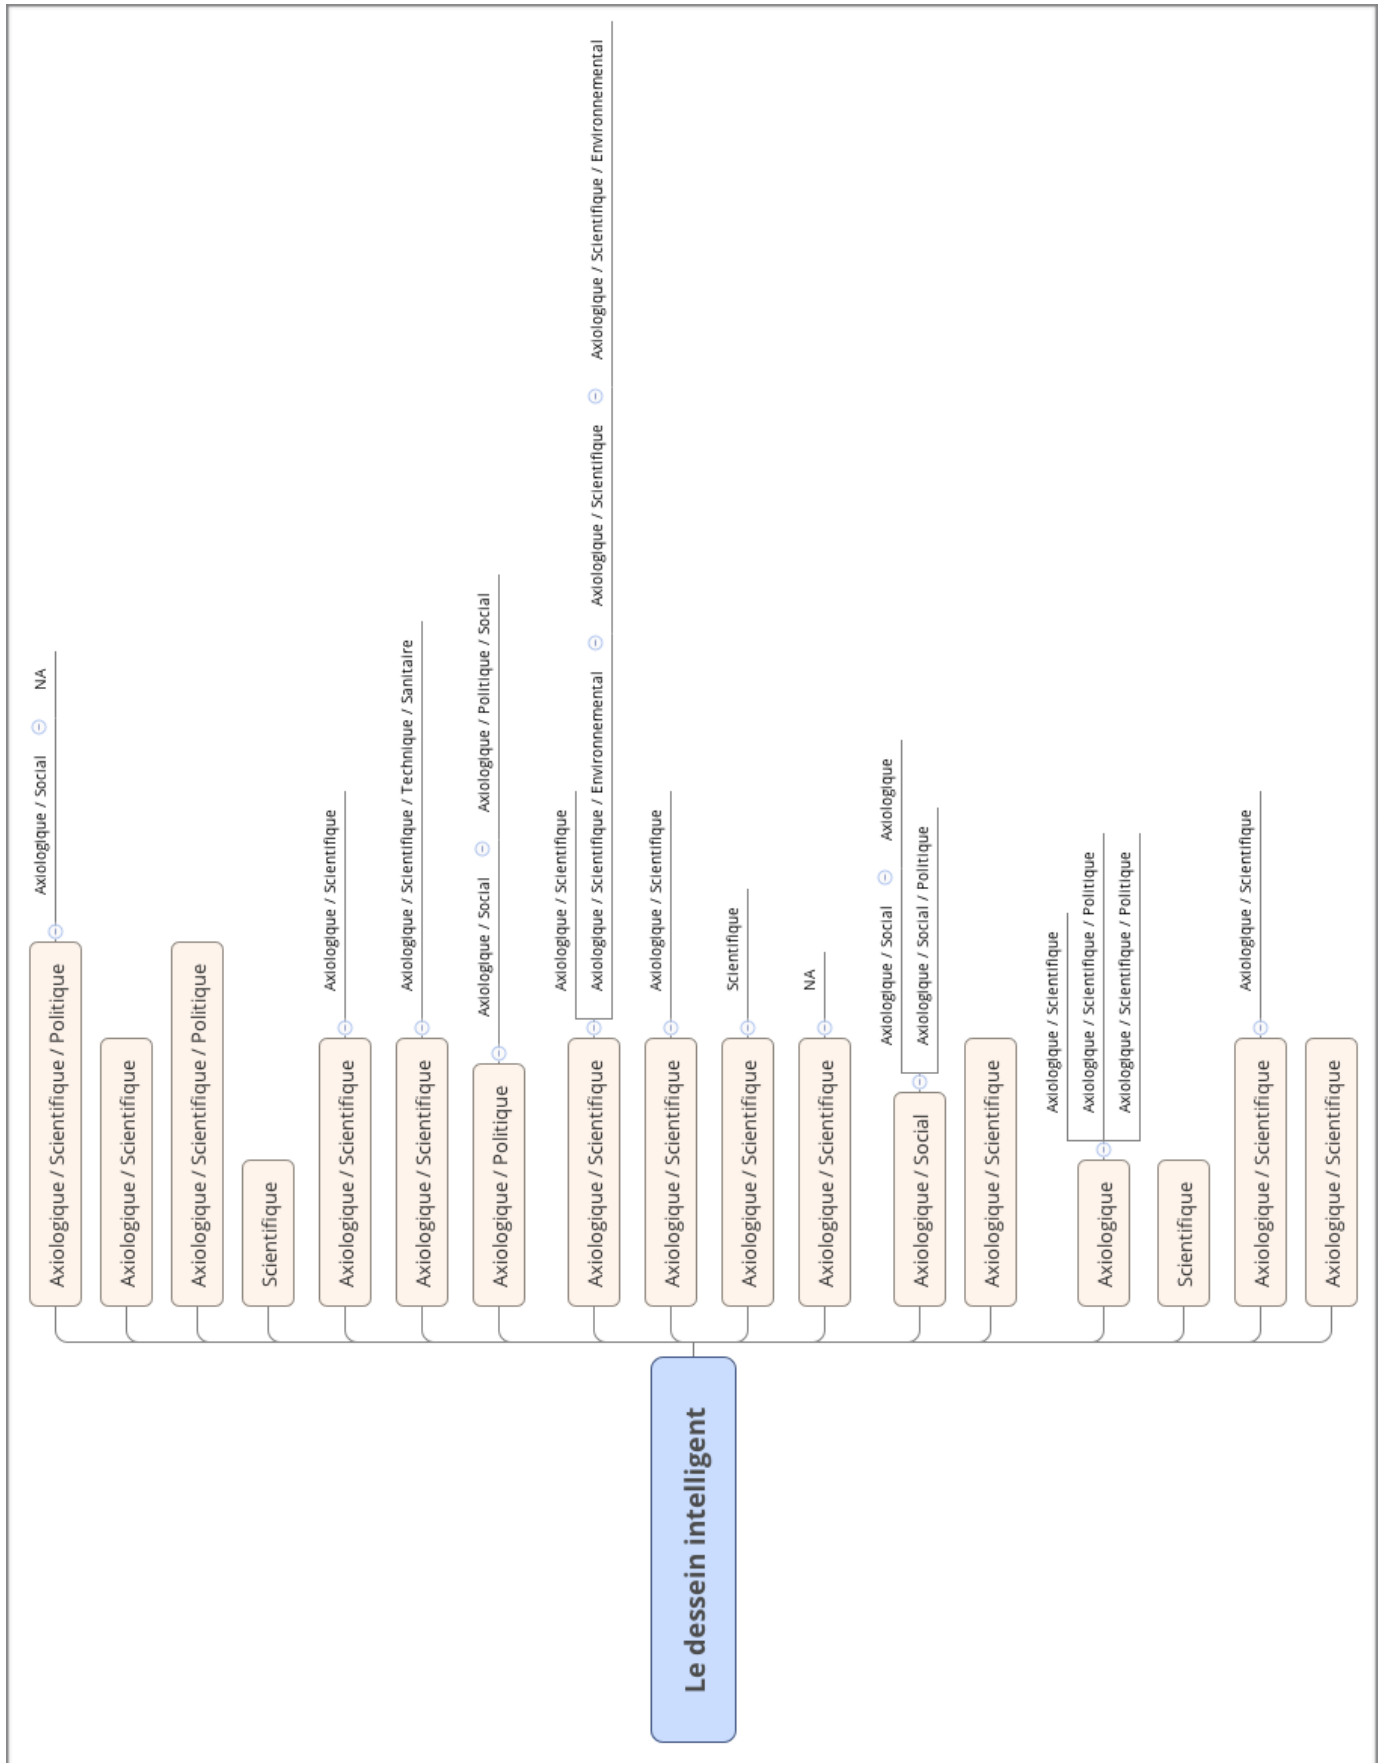 Le dessein intelligent
Axiologique / Scientifique / Politique
Axiologique / Social
NA
Axiologique / Scientifique
Axiologique / Scientifique / Politique
Scientifique
Axiologique / Scientifique
Axiologique / Scientifique
Axiologique / Scientifique
Axiologique / Scientifique / Technique / Sanitaire
Axiologique / Politique
Axiologique / Social
Axiologique / Politique / Social
Axiologique / Scientifique
Axiologique / Scientifique
Axiologique / Scientifique / Environnemental
Axiologique / Scientifique
Axiologique / Scientifique / Environnemental
Axiologique / Scientifique
Axiologique / Scientifique
Axiologique / Scientifique
Scientifique
Axiologique / Scientifique
NA
Axiologique / Social
Axiologique / Social
Axiologique
Axiologique / Social / Politique
Axiologique / Scientifique
Axiologique
Axiologique / Scientifique
Axiologique / Scientifique / Politique
Axiologique / Scientifique / Politique
Scientifique
Axiologique / Scientifique
Axiologique / Scientifique
Axiologique / Scientifique